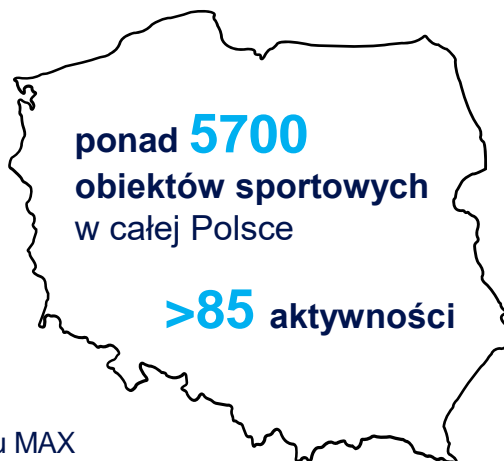 ponad 5700
obiektów sportowych
w całej Polsce
>85 aktywności
u MAX